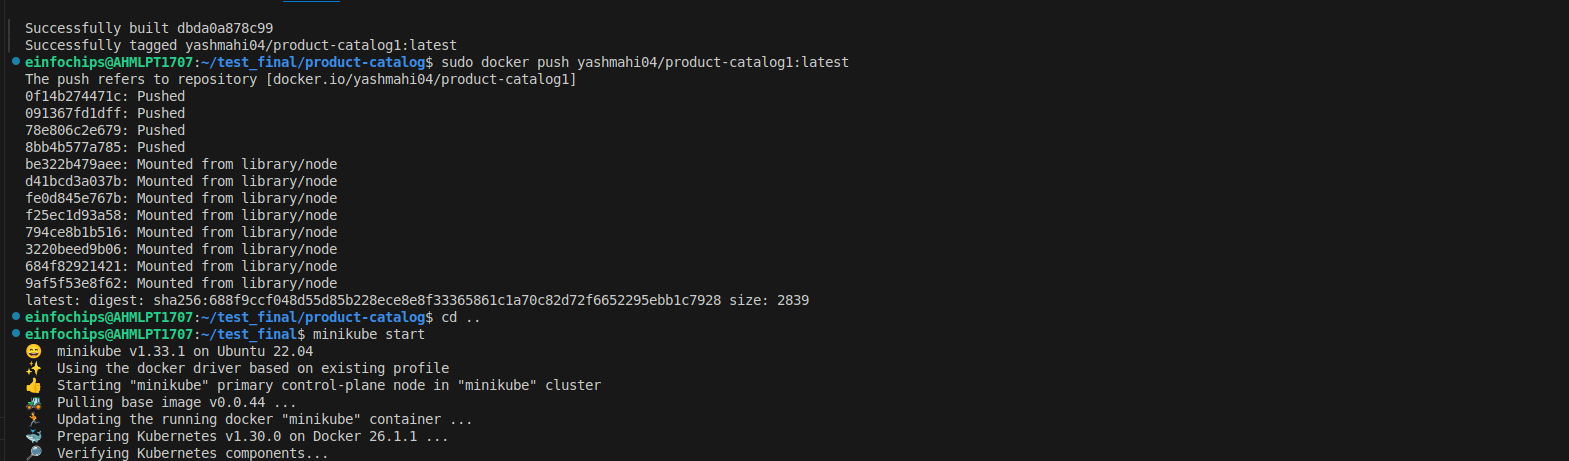 Successfully built dbda0a878c99
Successfully tagged yashmahi04/product-catalog1:latest
einfochips@AHMLPT1707:~/test_final/product-catalog$ sudo docker push yashmahi04/product-catalog1:latest
The push refers to repository [docker.io/yashmahi04/product-catalog1]
0f14b274471c: Pushed
091367fd1dff: Pushed
78e806c2e679: Pushed
8bb4b577a785: Pushed
be322b479aee: Mounted from library/node
d41bcd3a037b: Mounted from library/node
fe0d845e767b: Mounted from library/node
f25ec1d93a58: Mounted from library/node
794ce8b1b516: Mounted from library/node
3220beed9b06: Mounted from library/node
684f82921421: Mounted from library/node
9af5f53e8f62: Mounted from library/node
latest: digest: sha256:688f9ccf048d55d85b228ece8e8f33365861c1a70c82d72f6652295ebb1c7928 size: 2839
einfochips@AHMLPT1707:~/test_final/product-catalog$ cd ..
einfochips@AHMLPT1707:~/test_final$ minikube start
😄 minikube v1.33.1 on Ubuntu 22.04
✨ Using the docker driver based on existing profile
👍 Starting "minikube" primary control-plane node in "minikube" cluster
🚜 Pulling base image v0.0.44 ...
🏃 Updating the running docker "minikube" container ...
🐳 Preparing Kubernetes v1.30.0 on Docker 26.1.1 ...
🔎 Verifying Kubernetes components...